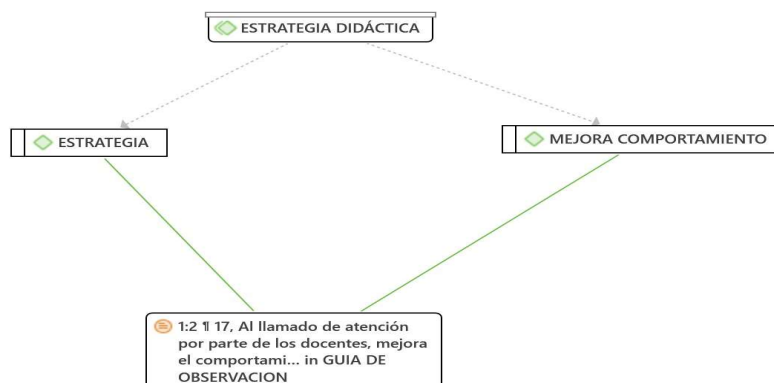 ESTRATEGIA DIDÁCTICA
ESTRATEGIA
MEJORA COMPORTAMIENTO
1:2 ¶ 17, Al llamado de atención
por parte de los docentes, mejora
el comportami... in GUIA DE
OBSERVACION